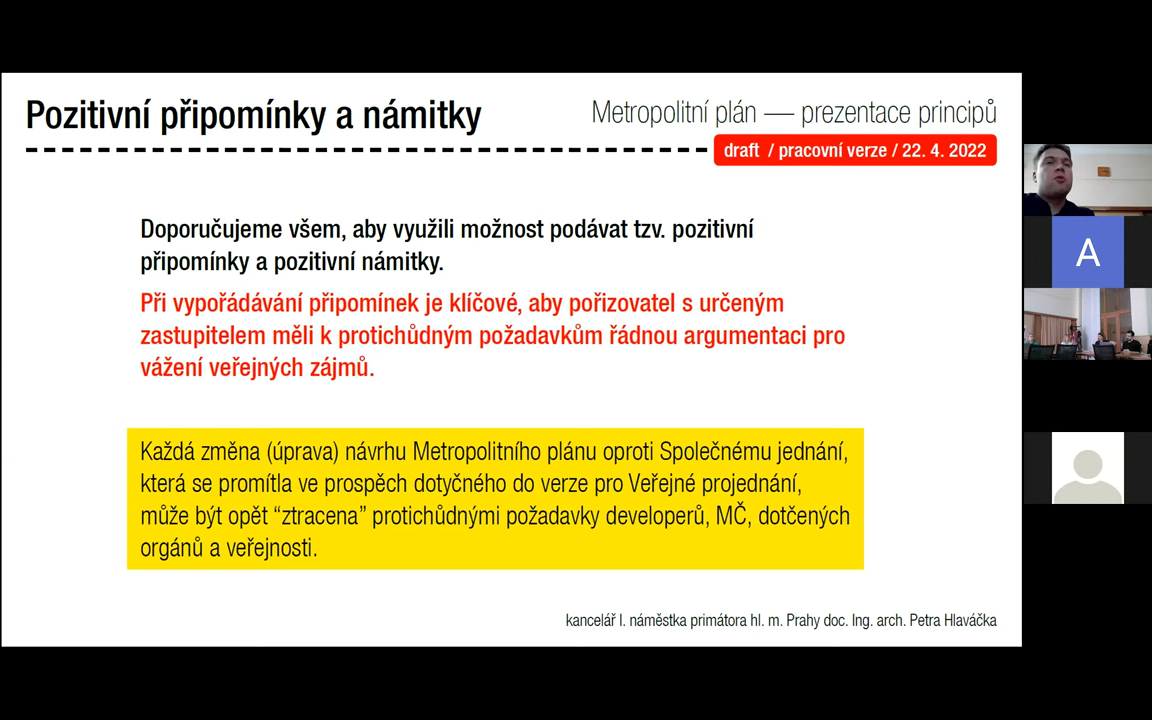 Pozitivní připomínky a námitky
Metropolitní plán — prezentace principů
draft / pracovní verze / 22. 4. 2022
Doporučujeme všem, aby využili možnost podávat tzv. pozitivní
připomínky a pozitivní námitky.
Při vypořádávání připomínek je klíčové, aby pořizovatel s určeným
zastupitelem měli k protichůdným požadavkům řádnou argumentaci pro
vážení veřejných zájmů.
Každá změna (úprava) návrhu Metropolitního plánu oproti Společnému jednání,
která se promítla ve prospěch dotyčného do verze pro Veřejné projednání,
může být opět “ztracena” protichůdnými požadavky developerů, MČ, dotčených
orgánů a veřejnosti.
kancelář I. náměstka primátora hl. m. Prahy doc. Ing. arch. Petra Hlaváčka
A